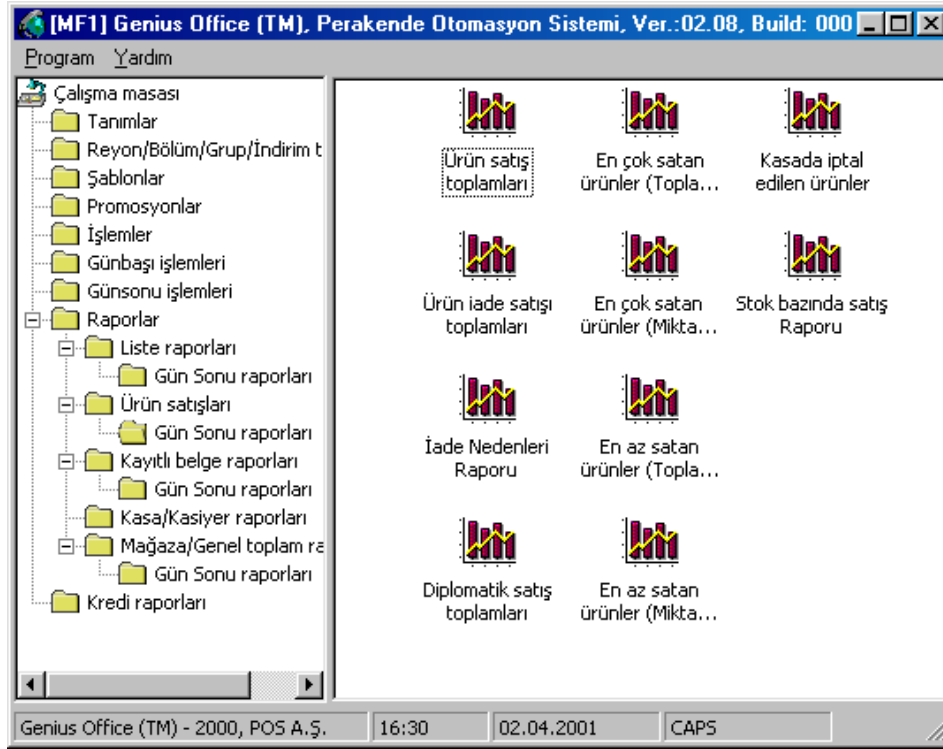 [MF1] Genius Office (TM), Perakende Otomasyon Sistemi, Ver.:02.08, Build: 000
Program Yardım
Çalışma masası
Tanımlar
Reyon/Bölüm/Grup/İndirim t
Şablonlar
Promosyonlar
İşlemler
Günbaşı işlemleri
Günsonu işlemleri
Raporlar
Liste raporları
Gün Sonu raporları
Ürün satışları
Gün Sonu raporları
Kayıtlı belge raporları
Gün Sonu raporları
Kasa/Kasiyer raporları
Mağaza/Genel toplam ra
Gün Sonu raporları
Kredi raporları
Ürün satış
toplamları
En çok satan
ürünler (Topla...
Kasada iptal
edilen ürünler
Ürün iade satışı
toplamları
En çok satan
ürünler (Mikta...
Stok bazında satış
Raporu
İade Nedenleri
Raporu
En az satan
ürünler (Topla...
Diplomatik satış
toplamları
En az satan
ürünler (Mikta...
Genius Office (TM) - 2000, POS A.Ş. 16:30 02.04.2001 CAPS